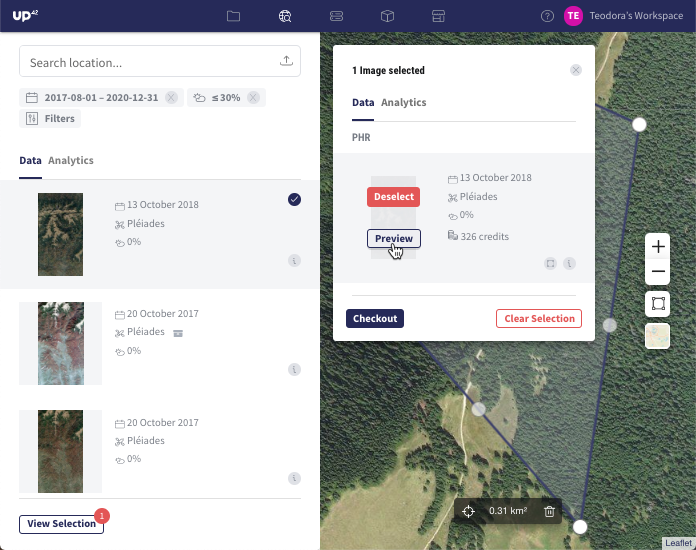 up42
TE Teodora's Workspace
Search location...
2017-08-01 – 2020-12-31
≤ 30%
Filters
Data Analytics
13 October 2018
Pléiades
0%
20 October 2017
Pléiades
0%
20 October 2017
Pléiades
0%
View Selection 1
1 Image selected
Data Analytics
PHR
Deselect
Preview
13 October 2018
Pléiades
0%
326 credits
Checkout
Clear Selection
0.31 km²
Leaflet